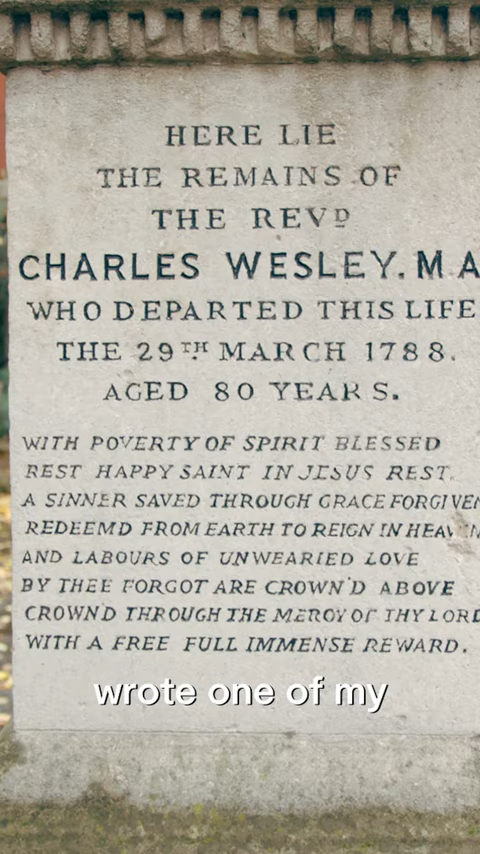 HERE LIE
THE REMAINS OF
THE REVD
CHARLES WESLEY. M.A
WHO DEPARTED THIS LIFE
THE 29TH MARCH 1788.
AGED 80 YEARS.
WITH POVERTY OF SPIRIT BLESSED
REST HAPPY SAINT IN JESUS REST.
A SINNER SAVED THROUGH GRACE FORGIVEN
REDEEMD FROM EARTH TO REIGN IN HEAVEN
AND LABOURS OF UNWEARIED LOVE
BY THEE FORGOT ARE CROWN'D ABOVE
CROWND THROUGH THE MERCY OF THY LORD
WITH A FREE FULL IMMENSE REWARD.
wrote one of my